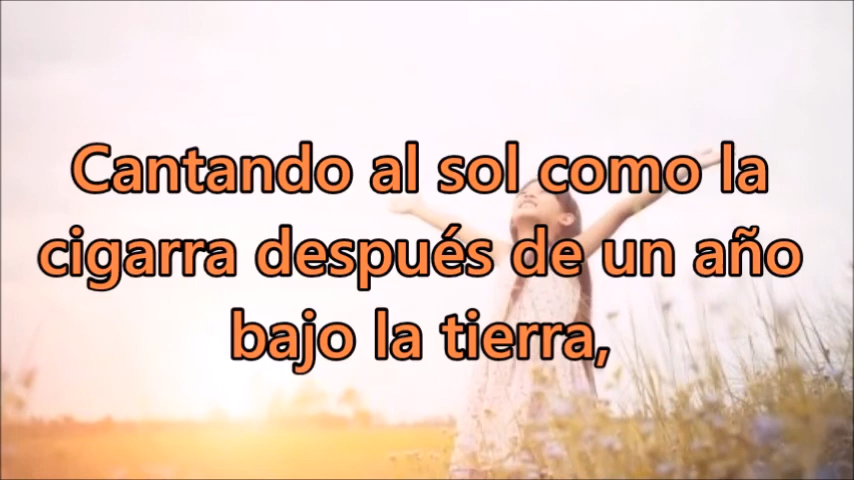 Cantando al sol como la
cigarra después de un año
bajo la tierra,